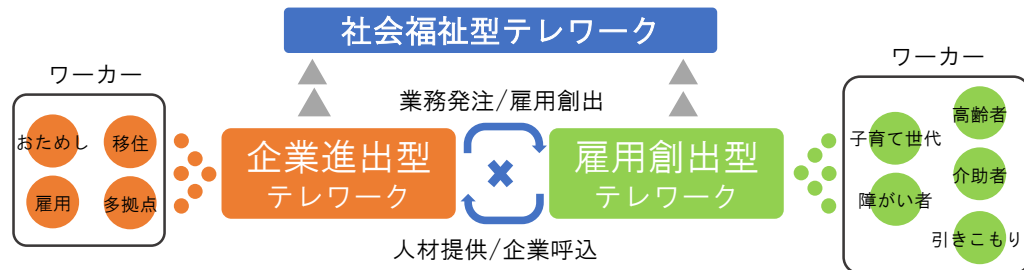 社会福祉型テレワーク
ワーカー
おためし
移住
雇用
多拠点
業務発注/雇用創出
企業進出型
テレワーク
雇用創出型
テレワーク
人材提供/企業呼込
ワーカー
高齢者
子育て世代
介助者
障がい者
引きこもり